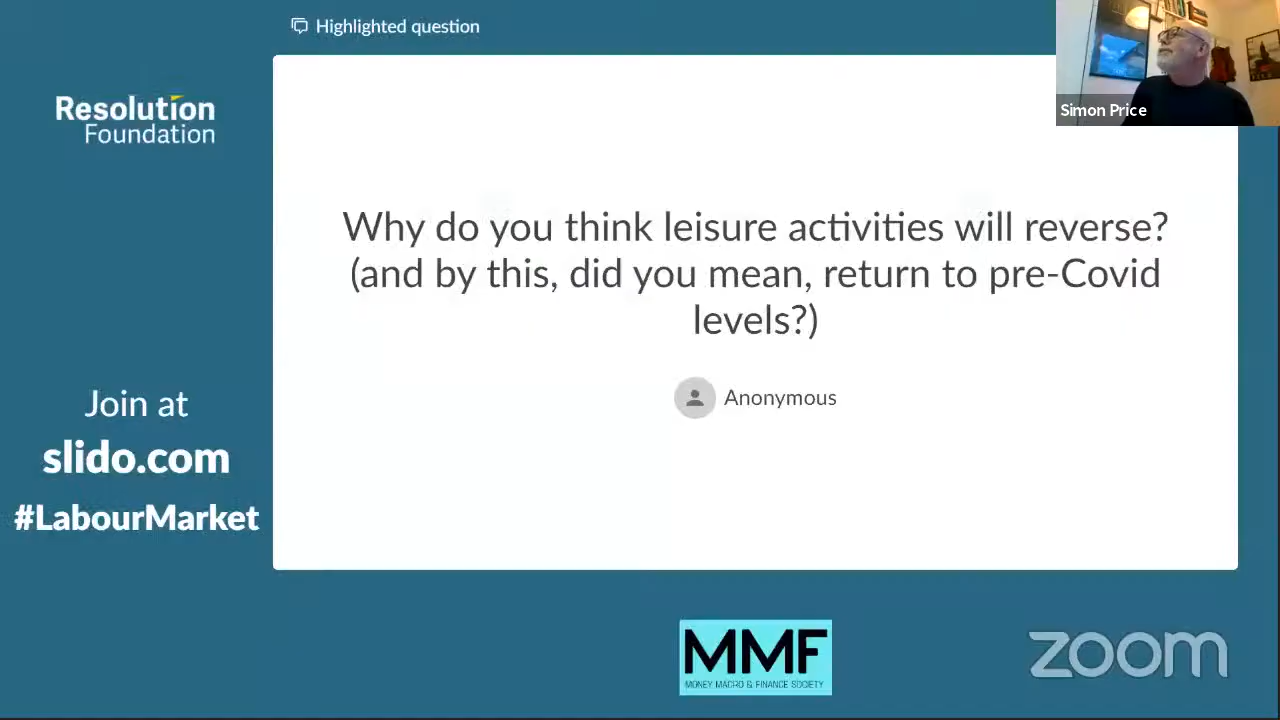 Highlighted question
Simon Price
Resolution
Foundation
Why do you think leisure activities will reverse?
(and by this, did you mean, return to pre-Covid
levels?)
Anonymous
Join at
slido.com
#LabourMarket
MMF
MONEY MACRO & FINANCE SOCIETY
zoom